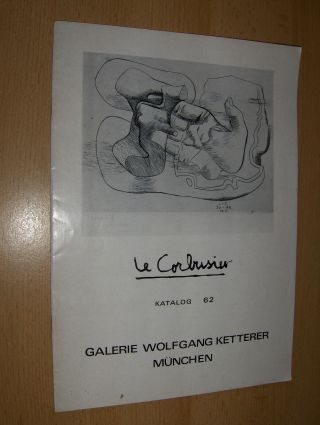 Le Corbusier
KATALOG 62
GALERIE WOLFGANG KETTERER
MÜNCHEN